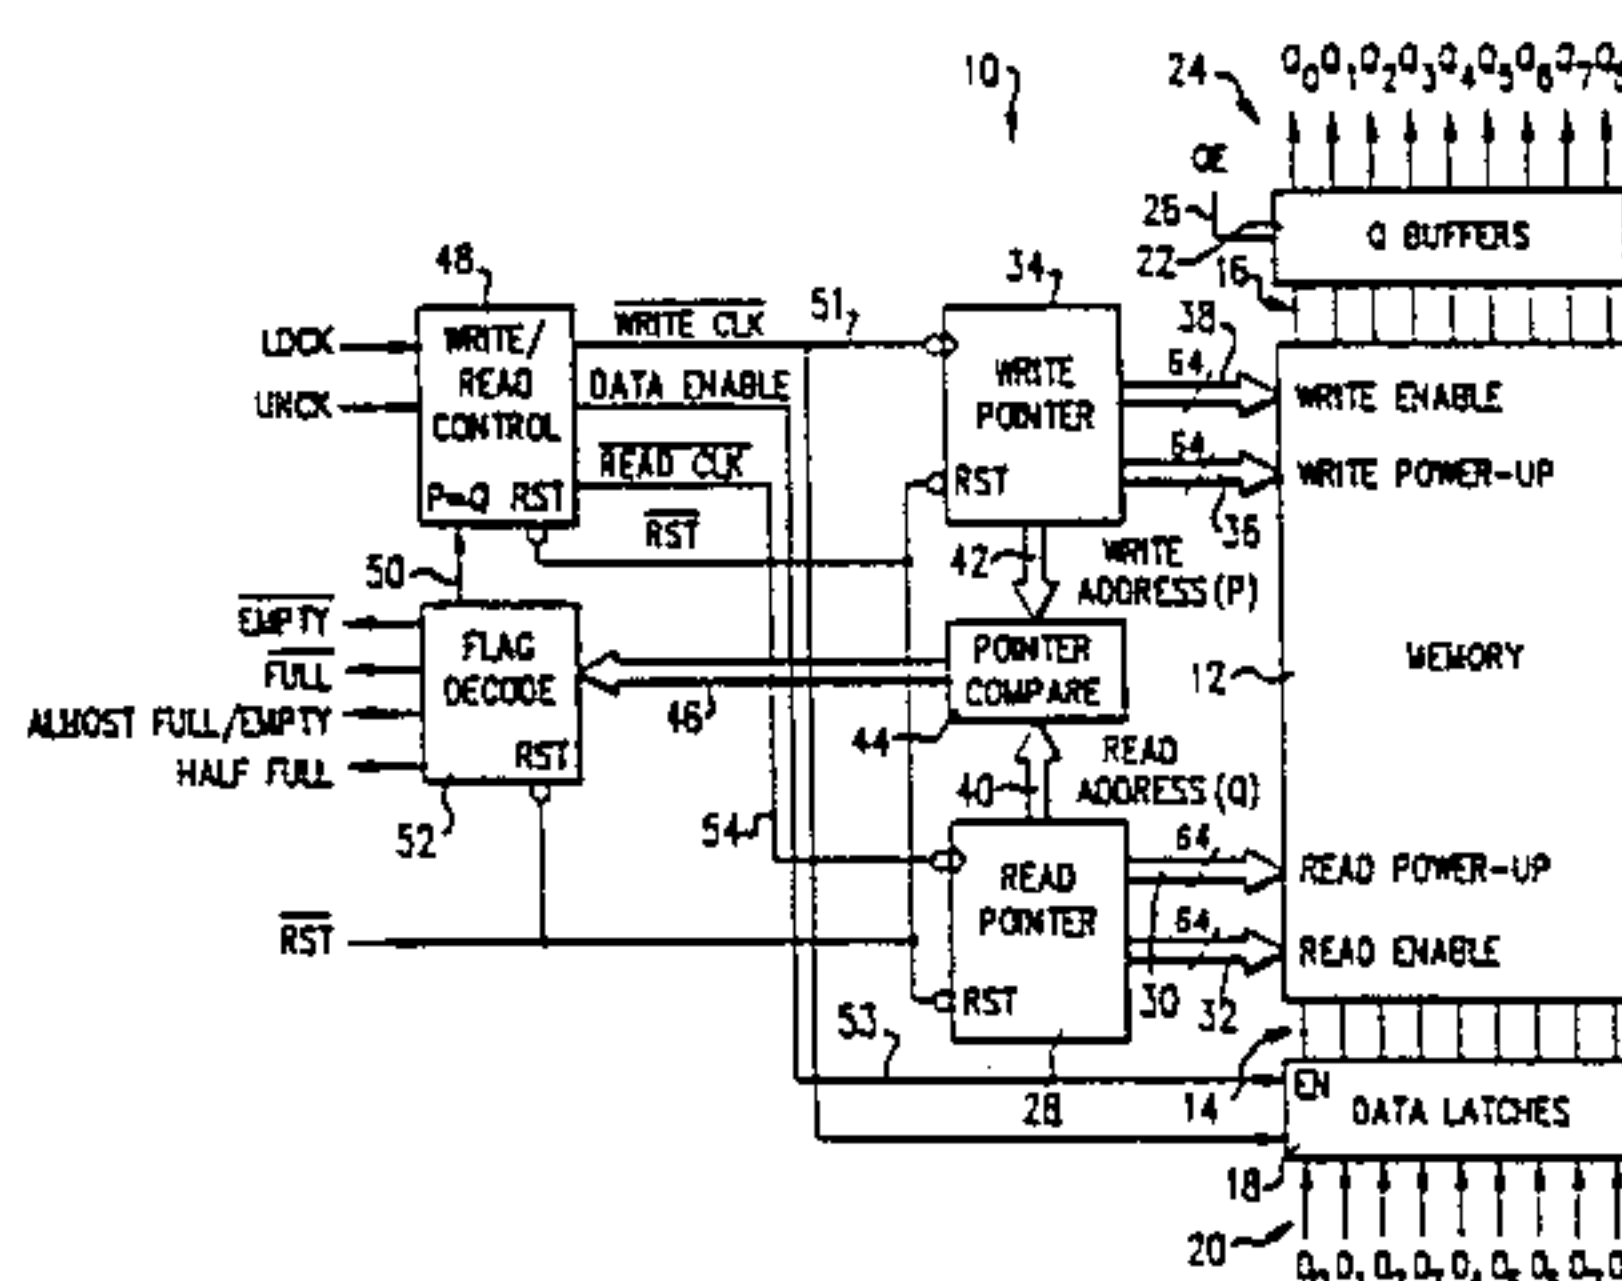 10
24
Q0 Q1 Q2 Q3 Q4 Q5 Q6 Q7
OE
26
22
Q BUFFERS
16
48
34
LDCK
UNCK
WRITE/
READ
CONTROL
P=Q RST
WRITE CLK
51
DATA ENABLE
READ CLK
RST
WRITE
POINTER
RST
64
38
WRITE ENABLE
64
WRITE POWER-UP
36
42
WRITE
ADDRESS (P)
50
EMPTY
FULL
ALMOST FULL/EMPTY
HALF FULL
FLAG
DECODE
RST
52
46
POINTER
COMPARE
44
12
MEMORY
READ
ADDRESS (Q)
40
54
READ
POINTER
RST
64
READ POWER-UP
64
READ ENABLE
30
32
RST
53
28
14
EN
DATA LATCHES
18
20